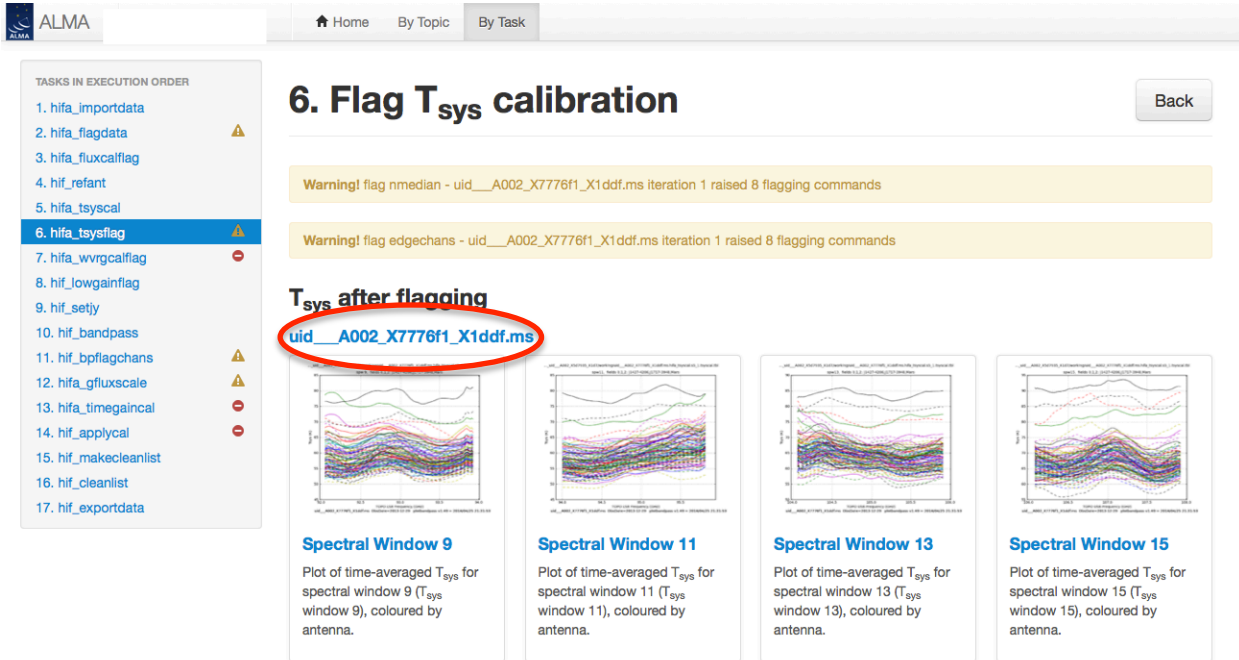 ALMA
Home By Topic By Task
TASKS IN EXECUTION ORDER
1. hifa_importdata
2. hifa_flagdata
3. hifa_fluxcalflag
4. hif_refant
5. hifa_tsyscal
6. hifa_tsysflag
7. hifa_wvrgcalflag
8. hif_lowgainflag
9. hif_setjy
10. hif_bandpass
11. hif_bpflagchans
12. hifa_gfluxscale
13. hifa_timegaincal
14. hif_applycal
15. hif_makecleanlist
16. hif_cleanlist
17. hif_exportdata
6. Flag Tsys calibration
Back
Warning! flag nmedian - uid___A002_X7776f1_X1ddf.ms iteration 1 raised 8 flagging commands
Warning! flag edgechans - uid___A002_X7776f1_X1ddf.ms iteration 1 raised 8 flagging commands
Tsys after flagging
uid___A002_X7776f1_X1ddf.ms
Spectral Window 9
Plot of time-averaged Tsys for
spectral window 9 (Tsys
window 9), coloured by
antenna.
Spectral Window 11
Plot of time-averaged Tsys for
spectral window 11 (Tsys
window 11), coloured by
antenna.
Spectral Window 13
Plot of time-averaged Tsys for
spectral window 13 (Tsys
window 13), coloured by
antenna.
Spectral Window 15
Plot of time-averaged Tsys for
spectral window 15 (Tsys
window 15), coloured by
antenna.